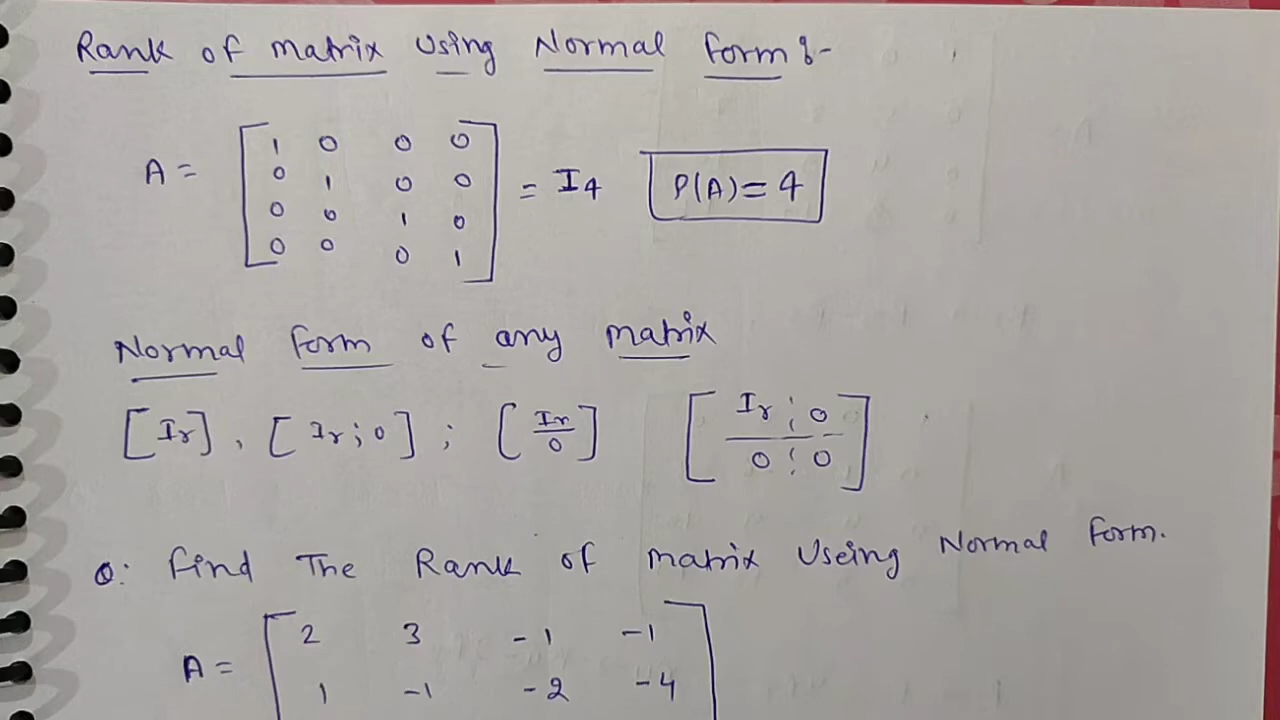 Rank of matrix Using Normal form :-
A = [ 1 0 0 0
0 1 0 0
0 0 1 0
0 0 0 1 ] = I4 ρ(A) = 4
Normal form of any matrix
[Ir], [Ir ; 0] ; [Ir/0] [Ir ¦ 0 / 0 ¦ 0]
Q: Find The Rank of matrix Useing Normal form.
A = [ 2 3 -1 -1
1 -1 -2 -4